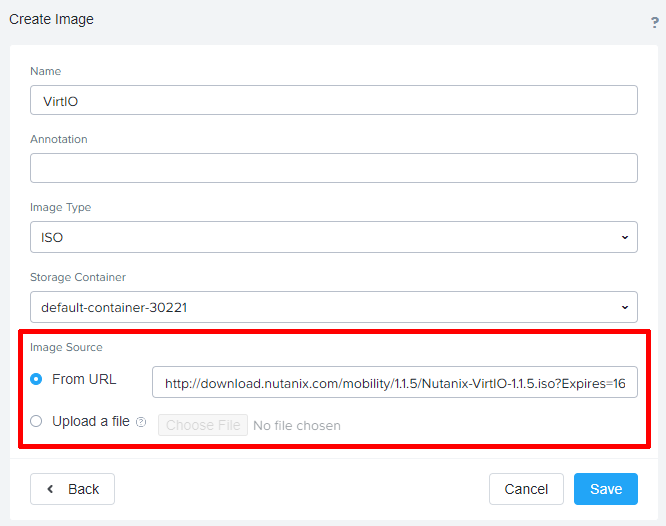 Create Image
?
Name
VirtIO
Annotation
Image Type
ISO
Storage Container
default-container-30221
Image Source
From URL
http://download.nutanix.com/mobility/1.1.5/Nutanix-VirtIO-1.1.5.iso?Expires=16
Upload a file ? Choose File No file chosen
Back Cancel Save